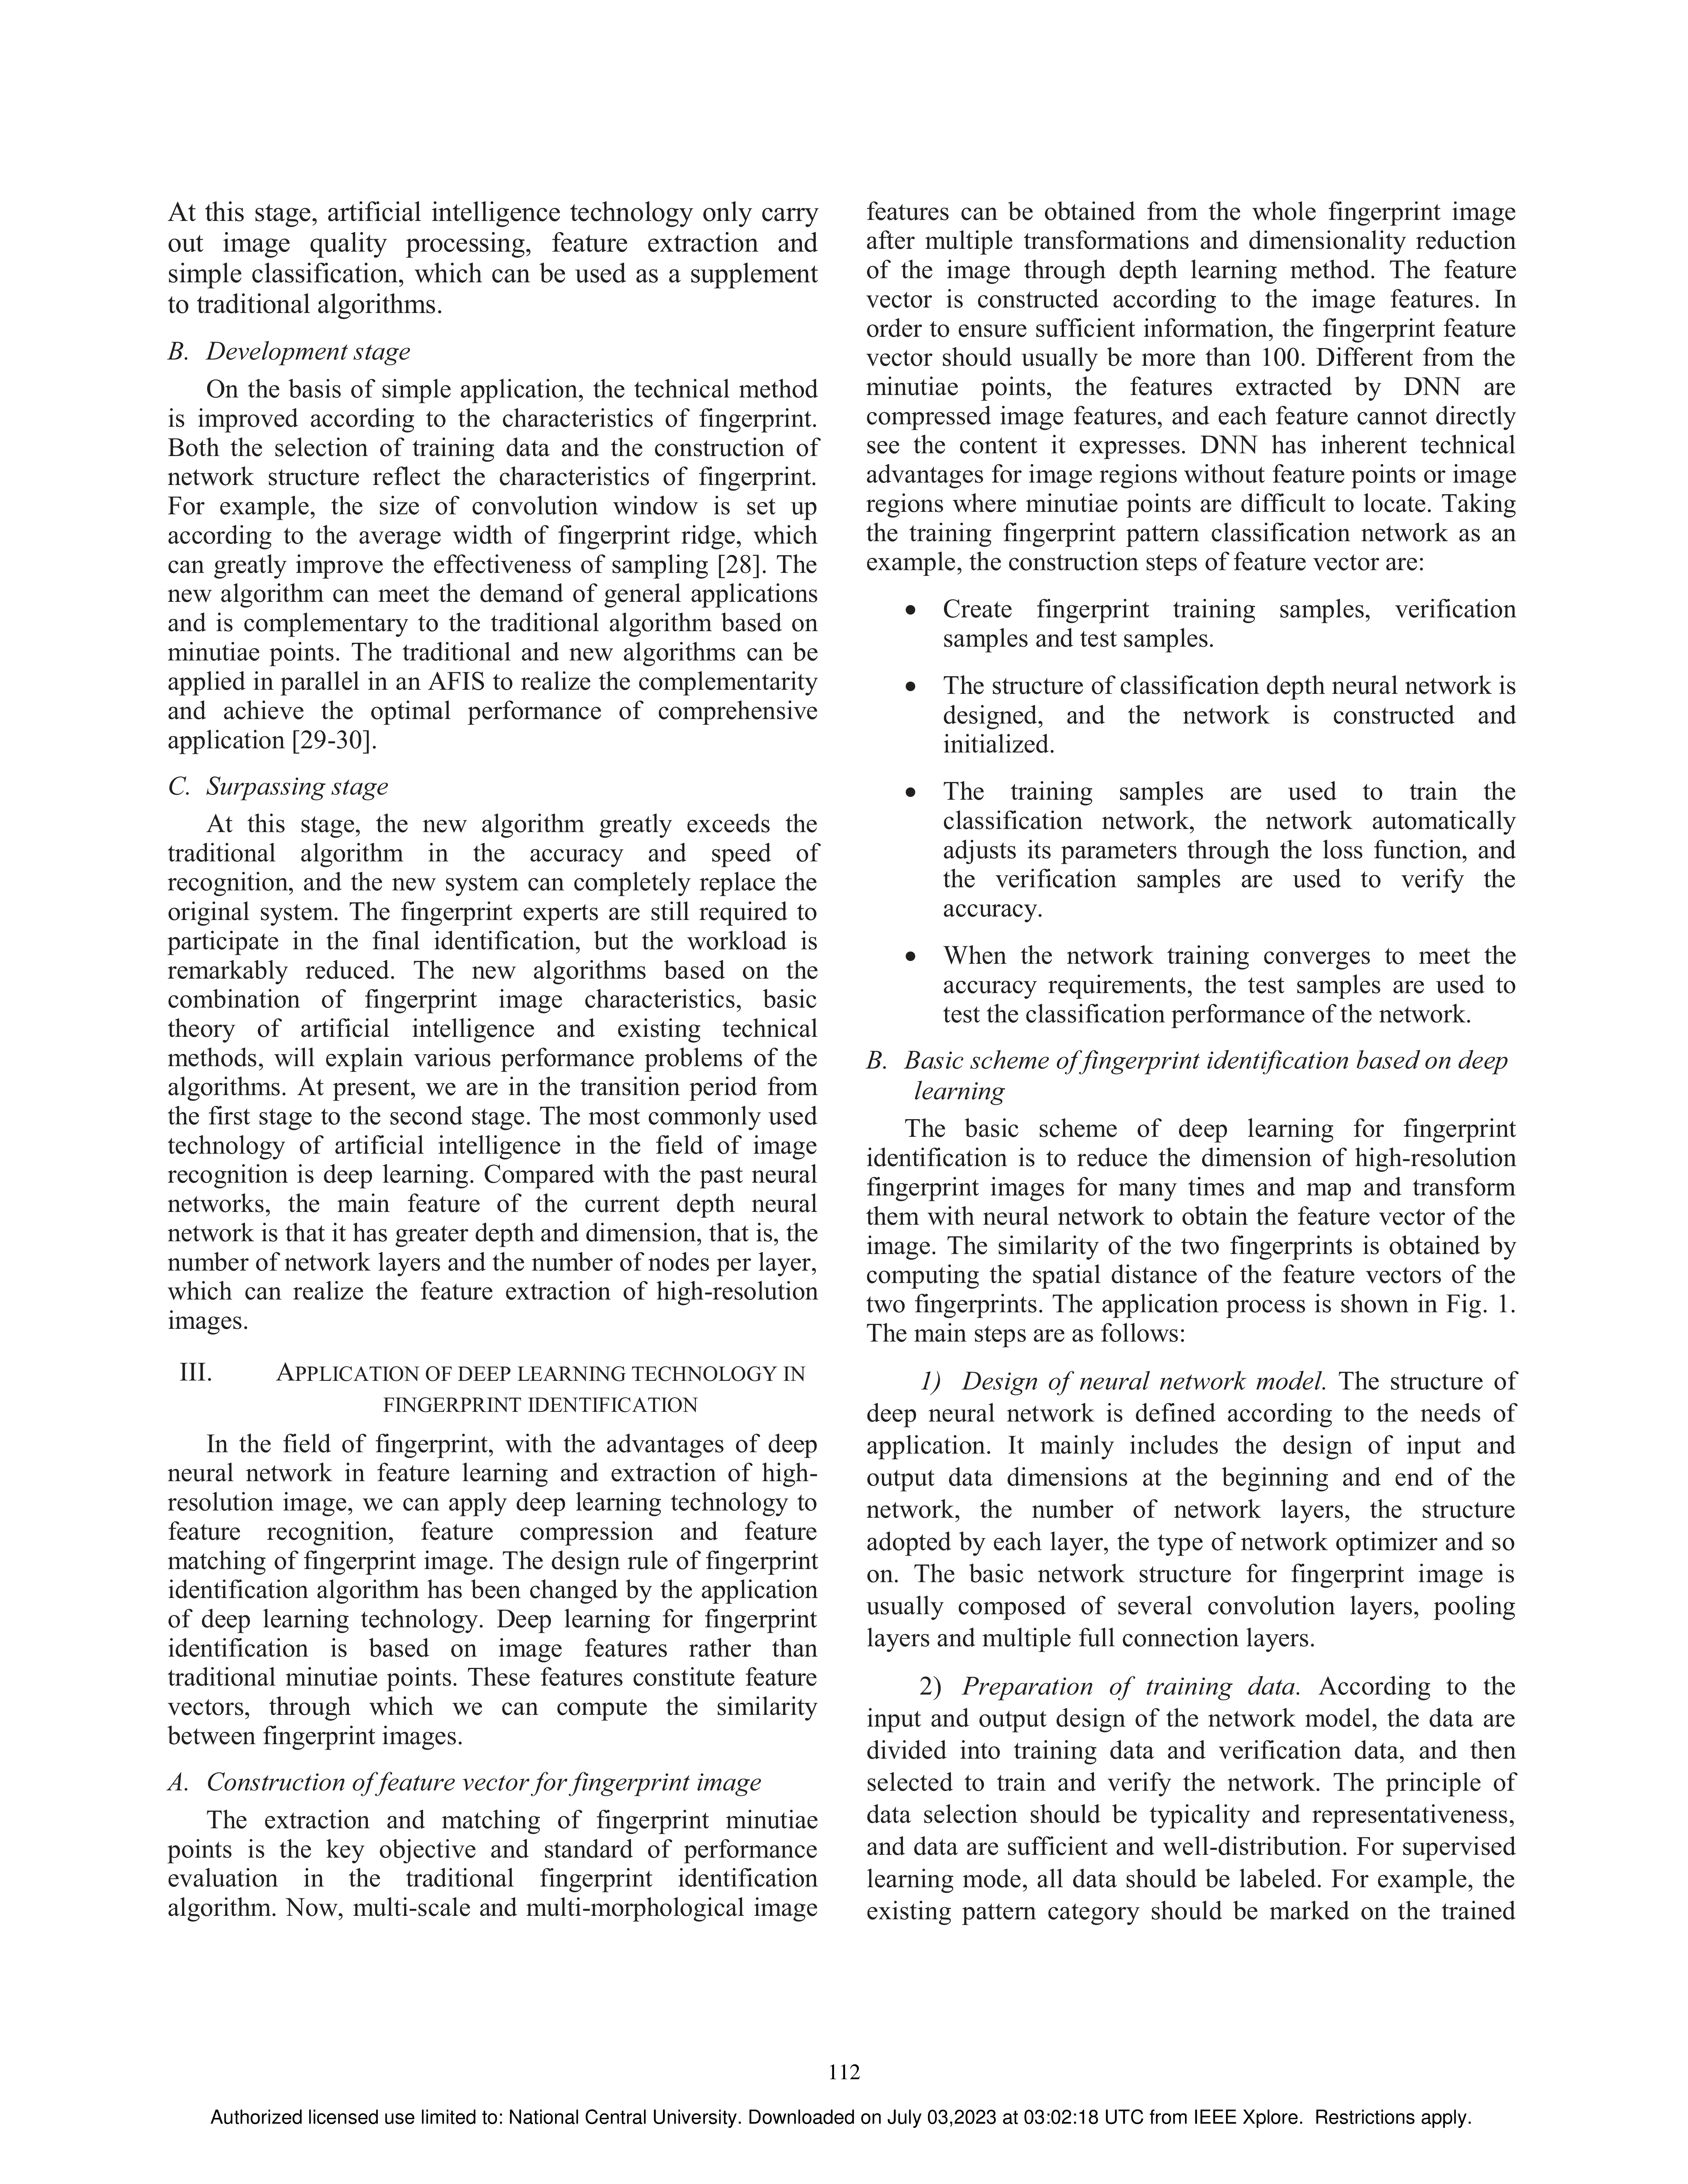 At this stage, artificial intelligence technology only carry
out image quality processing, feature extraction and
simple classification, which can be used as a supplement
to traditional algorithms.
B. Development stage
On the basis of simple application, the technical method
is improved according to the characteristics of fingerprint.
Both the selection of training data and the construction of
network structure reflect the characteristics of fingerprint.
For example, the size of convolution window is set up
according to the average width of fingerprint ridge, which
can greatly improve the effectiveness of sampling [28]. The
new algorithm can meet the demand of general applications
and is complementary to the traditional algorithm based on
minutiae points. The traditional and new algorithms can be
applied in parallel in an AFIS to realize the complementarity
and achieve the optimal performance of comprehensive
application [29-30].
C. Surpassing stage
At this stage, the new algorithm greatly exceeds the
traditional algorithm in the accuracy and speed of
recognition, and the new system can completely replace the
original system. The fingerprint experts are still required to
participate in the final identification, but the workload is
remarkably reduced. The new algorithms based on the
combination of fingerprint image characteristics, basic
theory of artificial intelligence and existing technical
methods, will explain various performance problems of the
algorithms. At present, we are in the transition period from
the first stage to the second stage. The most commonly used
technology of artificial intelligence in the field of image
recognition is deep learning. Compared with the past neural
networks, the main feature of the current depth neural
network is that it has greater depth and dimension, that is, the
number of network layers and the number of nodes per layer,
which can realize the feature extraction of high-resolution
images.
III. APPLICATION OF DEEP LEARNING TECHNOLOGY IN
FINGERPRINT IDENTIFICATION
In the field of fingerprint, with the advantages of deep
neural network in feature learning and extraction of high-
resolution image, we can apply deep learning technology to
feature recognition, feature compression and feature
matching of fingerprint image. The design rule of fingerprint
identification algorithm has been changed by the application
of deep learning technology. Deep learning for fingerprint
identification is based on image features rather than
traditional minutiae points. These features constitute feature
vectors, through which we can compute the similarity
between fingerprint images.
A. Construction of feature vector for fingerprint image
The extraction and matching of fingerprint minutiae
points is the key objective and standard of performance
evaluation in the traditional fingerprint identification
algorithm. Now, multi-scale and multi-morphological image
features can be obtained from the whole fingerprint image
after multiple transformations and dimensionality reduction
of the image through depth learning method. The feature
vector is constructed according to the image features. In
order to ensure sufficient information, the fingerprint feature
vector should usually be more than 100. Different from the
minutiae points, the features extracted by DNN are
compressed image features, and each feature cannot directly
see the content it expresses. DNN has inherent technical
advantages for image regions without feature points or image
regions where minutiae points are difficult to locate. Taking
the training fingerprint pattern classification network as an
example, the construction steps of feature vector are:
• Create fingerprint training samples, verification
samples and test samples.
• The structure of classification depth neural network is
designed, and the network is constructed and
initialized.
• The training samples are used to train the
classification network, the network automatically
adjusts its parameters through the loss function, and
the verification samples are used to verify the
accuracy.
• When the network training converges to meet the
accuracy requirements, the test samples are used to
test the classification performance of the network.
B. Basic scheme of fingerprint identification based on deep
learning
The basic scheme of deep learning for fingerprint
identification is to reduce the dimension of high-resolution
fingerprint images for many times and map and transform
them with neural network to obtain the feature vector of the
image. The similarity of the two fingerprints is obtained by
computing the spatial distance of the feature vectors of the
two fingerprints. The application process is shown in Fig. 1.
The main steps are as follows:
1) Design of neural network model. The structure of
deep neural network is defined according to the needs of
application. It mainly includes the design of input and
output data dimensions at the beginning and end of the
network, the number of network layers, the structure
adopted by each layer, the type of network optimizer and so
on. The basic network structure for fingerprint image is
usually composed of several convolution layers, pooling
layers and multiple full connection layers.
2) Preparation of training data. According to the
input and output design of the network model, the data are
divided into training data and verification data, and then
selected to train and verify the network. The principle of
data selection should be typicality and representativeness,
and data are sufficient and well-distribution. For supervised
learning mode, all data should be labeled. For example, the
existing pattern category should be marked on the trained
112
Authorized licensed use limited to: National Central University. Downloaded on July 03,2023 at 03:02:18 UTC from IEEE Xplore. Restrictions apply.